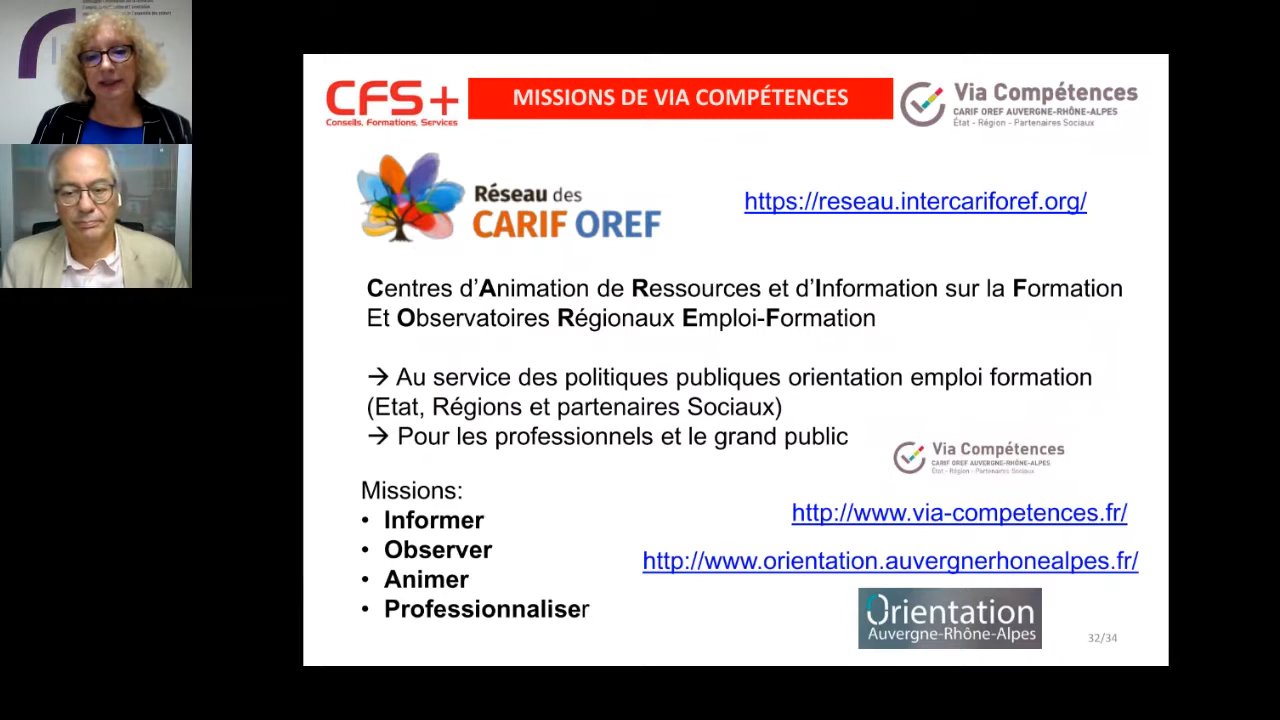 CFS+
Conseils, Formations, Services
MISSIONS DE VIA COMPÉTENCES
Via Compétences
CARIF OREF AUVERGNE-RHÔNE-ALPES
État - Région - Partenaires Sociaux
Réseau des
CARIF OREF
https://reseau.intercariforef.org/
Centres d'Animation de Ressources et d'Information sur la Formation
Et Observatoires Régionaux Emploi-Formation
→ Au service des politiques publiques orientation emploi formation
(Etat, Régions et partenaires Sociaux)
→ Pour les professionnels et le grand public
Via Compétences
CARIF OREF AUVERGNE-RHÔNE-ALPES
État - Région - Partenaires Sociaux
Missions:
• Informer
• Observer
• Animer
• Professionnaliser
http://www.via-competences.fr/
http://www.orientation.auvergnerhonealpes.fr/
Orientation
Auvergne-Rhône-Alpes
32/34